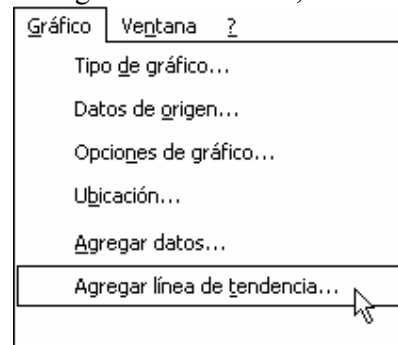 Gráfico Ventana ?
Tipo de gráfico...
Datos de origen...
Opciones de gráfico...
Ubicación...
Agregar datos...
Agregar línea de tendencia...